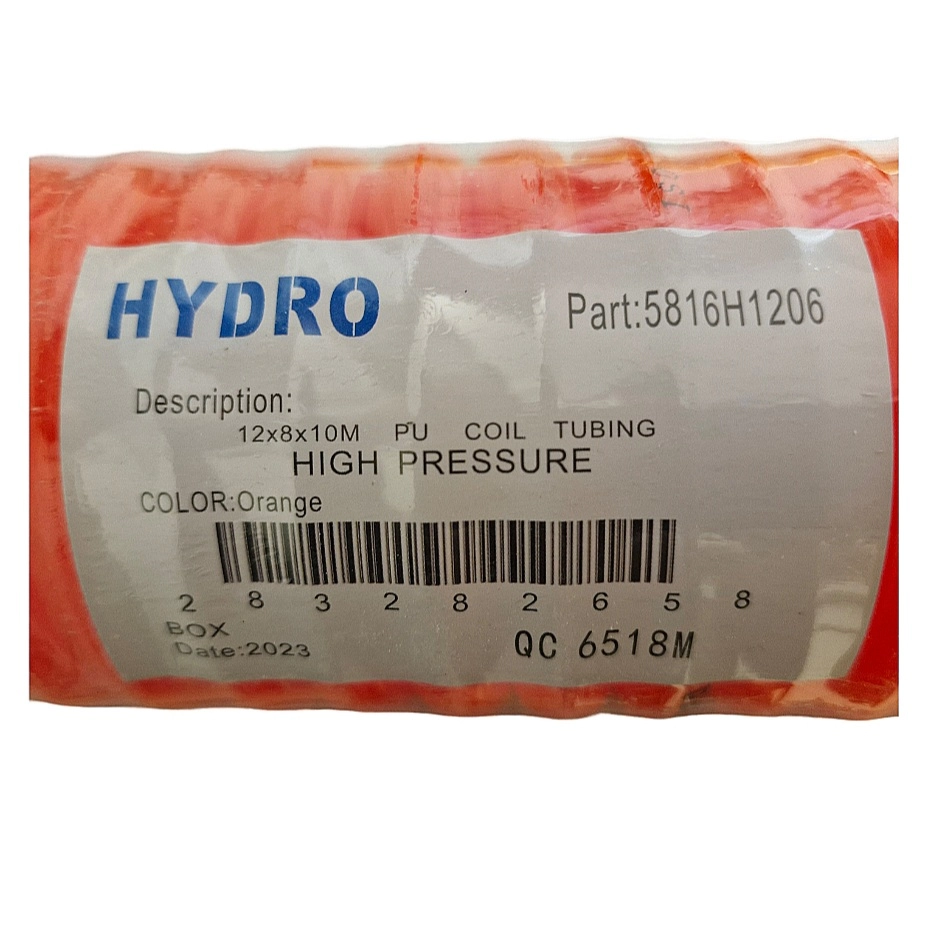 HYDRO
Part:5816H1206
Description:
12x8x10M PU COIL TUBING
HIGH PRESSURE
COLOR:Orange
2 8 3 2 8 2 6 5 8
BOX
Date:2023
QC 6518M